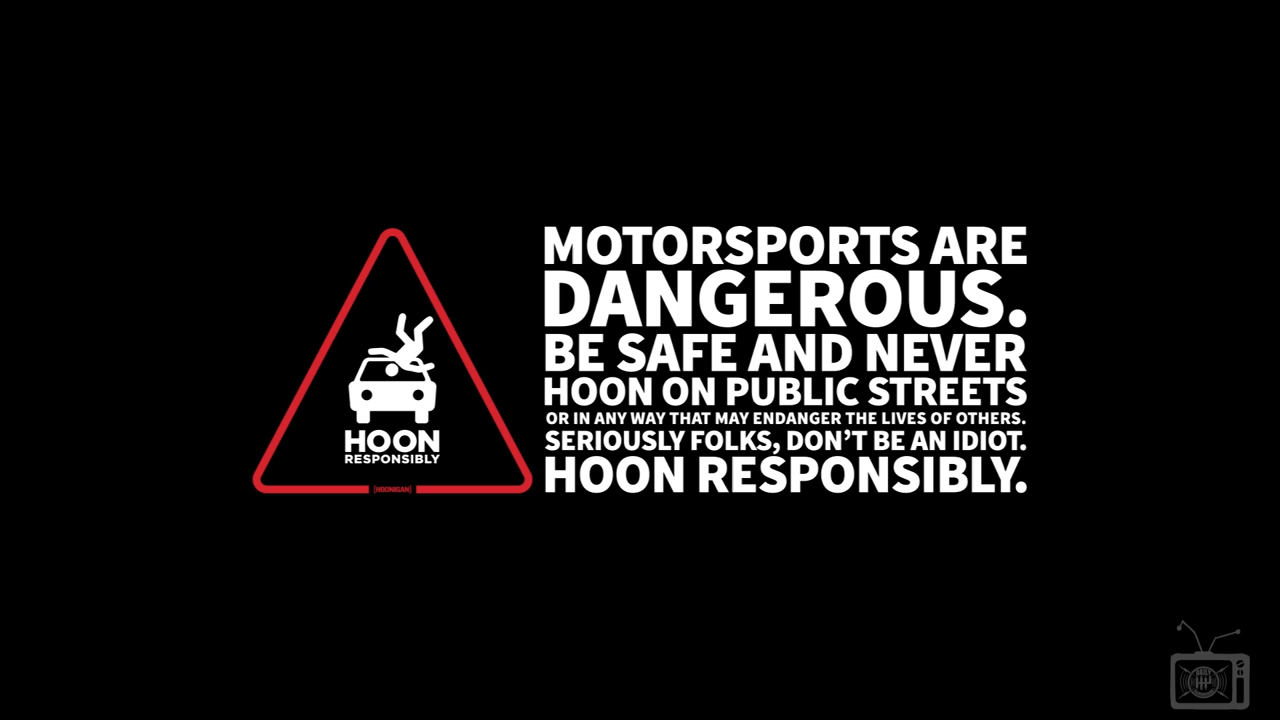 MOTORSPORTS ARE
DANGEROUS.
BE SAFE AND NEVER
HOON ON PUBLIC STREETS
OR IN ANY WAY THAT MAY ENDANGER THE LIVES OF OTHERS.
SERIOUSLY FOLKS, DON'T BE AN IDIOT.
HOON RESPONSIBLY.
HOON
RESPONSIBLY
[HOONIGAN]
DAILY